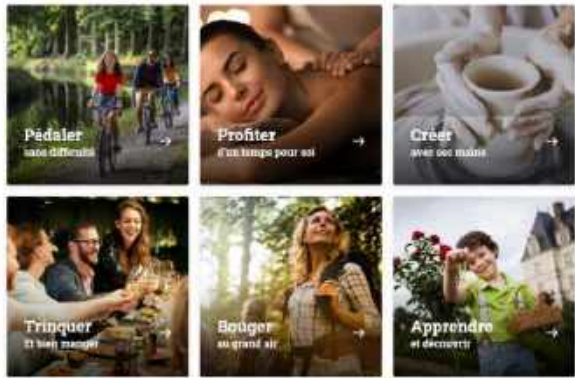 Pédaler
sans difficulté
→
Profiter
d'un temps pour soi
→
Créer
avec ses mains
→
Trinquer
Et bien manger
→
Bouger
au grand air
→
Apprendre
et découvrir
→